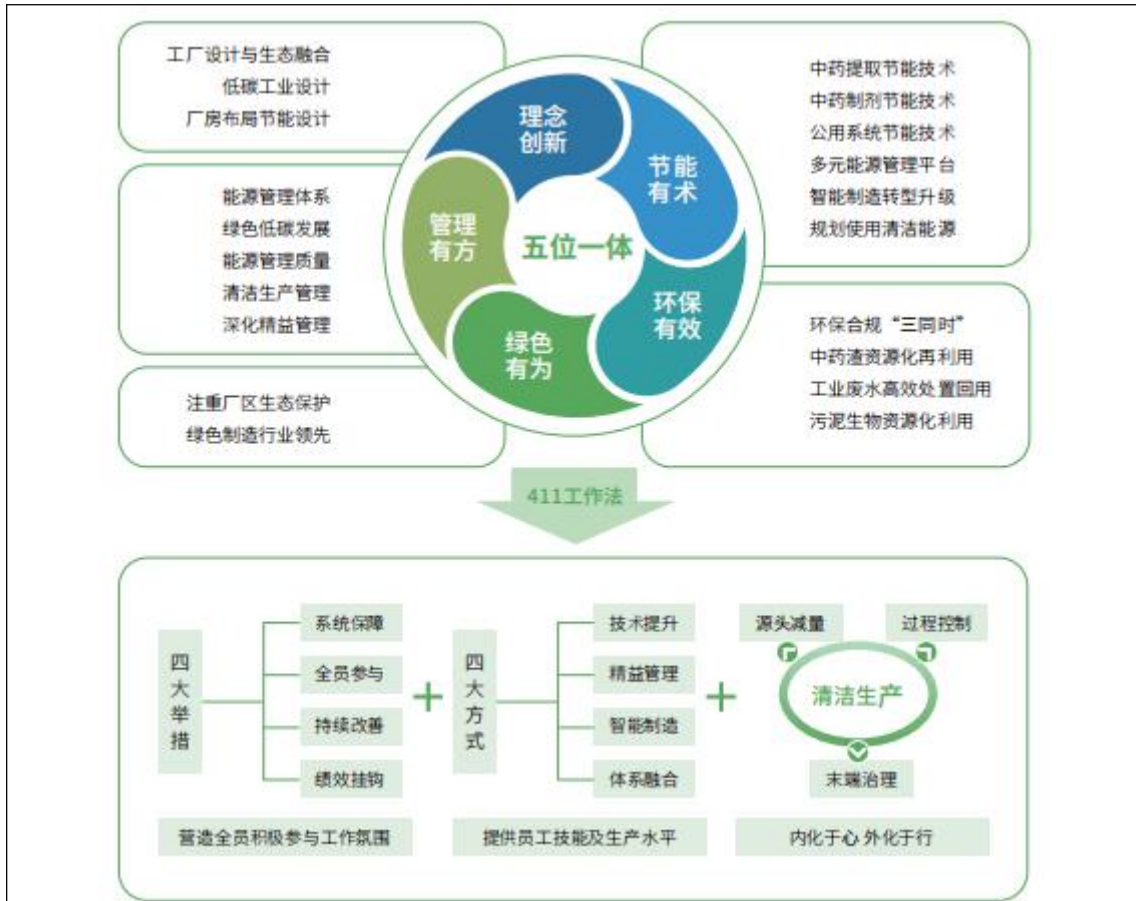 工厂设计与生态融合
低碳工业设计
厂房布局节能设计
能源管理体系
绿色低碳发展
能源管理质量
清洁生产管理
深化精益管理
注重厂区生态保护
绿色制造行业领先
理念
创新
节能
有术
管理
有方
五位一体
环保
有效
绿色
有为
中药提取节能技术
中药制剂节能技术
公用系统节能技术
多元能源管理平台
智能制造转型升级
规划使用清洁能源
环保合规“三同时”
中药渣资源化再利用
工业废水高效处置回用
污泥生物资源化利用
411工作法
四大举措
系统保障
全员参与
持续改善
绩效挂钩
营造全员积极参与工作氛围
+
四大方式
技术提升
精益管理
智能制造
体系融合
提供员工技能及生产水平
+
源头减量
过程控制
清洁生产
末端治理
内化于心 外化于行